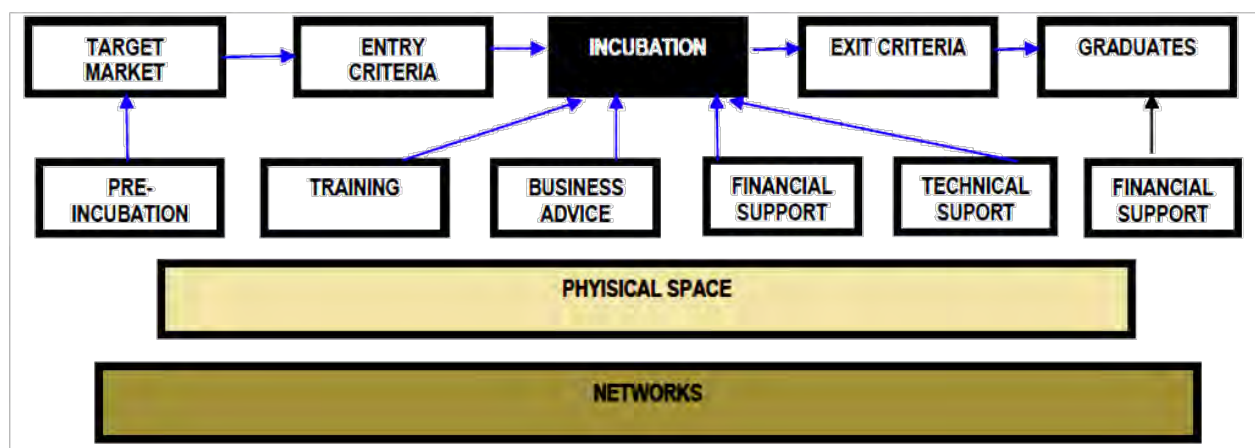 TARGET
MARKET
ENTRY
CRITERIA
INCUBATION
EXIT CRITERIA
GRADUATES
PRE-
INCUBATION
TRAINING
BUSINESS
ADVICE
FINANCIAL
SUPPORT
TECHNICAL
SUPORT
FINANCIAL
SUPPORT
PHYISICAL SPACE
NETWORKS